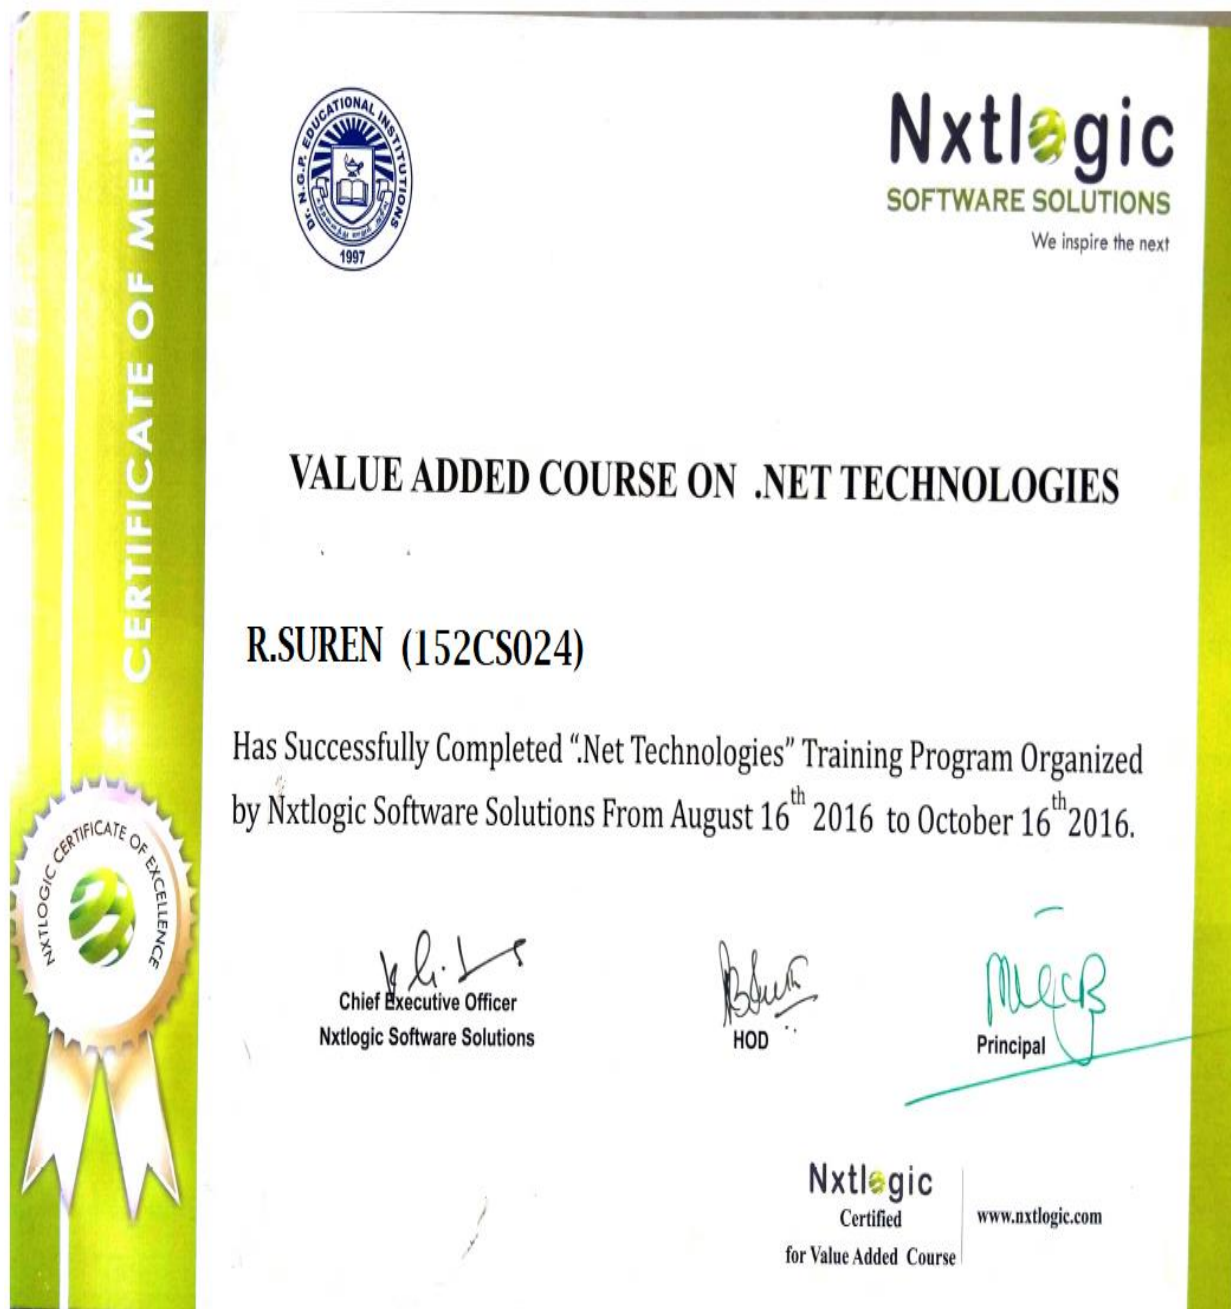 CERTIFICATE OF MERIT
Dr. N.G.P. EDUCATIONAL INSTITUTIONS
1997
Nxtlogic
SOFTWARE SOLUTIONS
We inspire the next
VALUE ADDED COURSE ON .NET TECHNOLOGIES
R.SUREN (152CS024)
Has Successfully Completed “.Net Technologies” Training Program Organized
by Nxtlogic Software Solutions From August 16th 2016 to October 16th 2016.
NXTLOGIC CERTIFICATE OF EXCELLENCE
Chief Executive Officer
Nxtlogic Software Solutions
HOD
Principal
Nxtlogic
Certified
for Value Added Course
www.nxtlogic.com